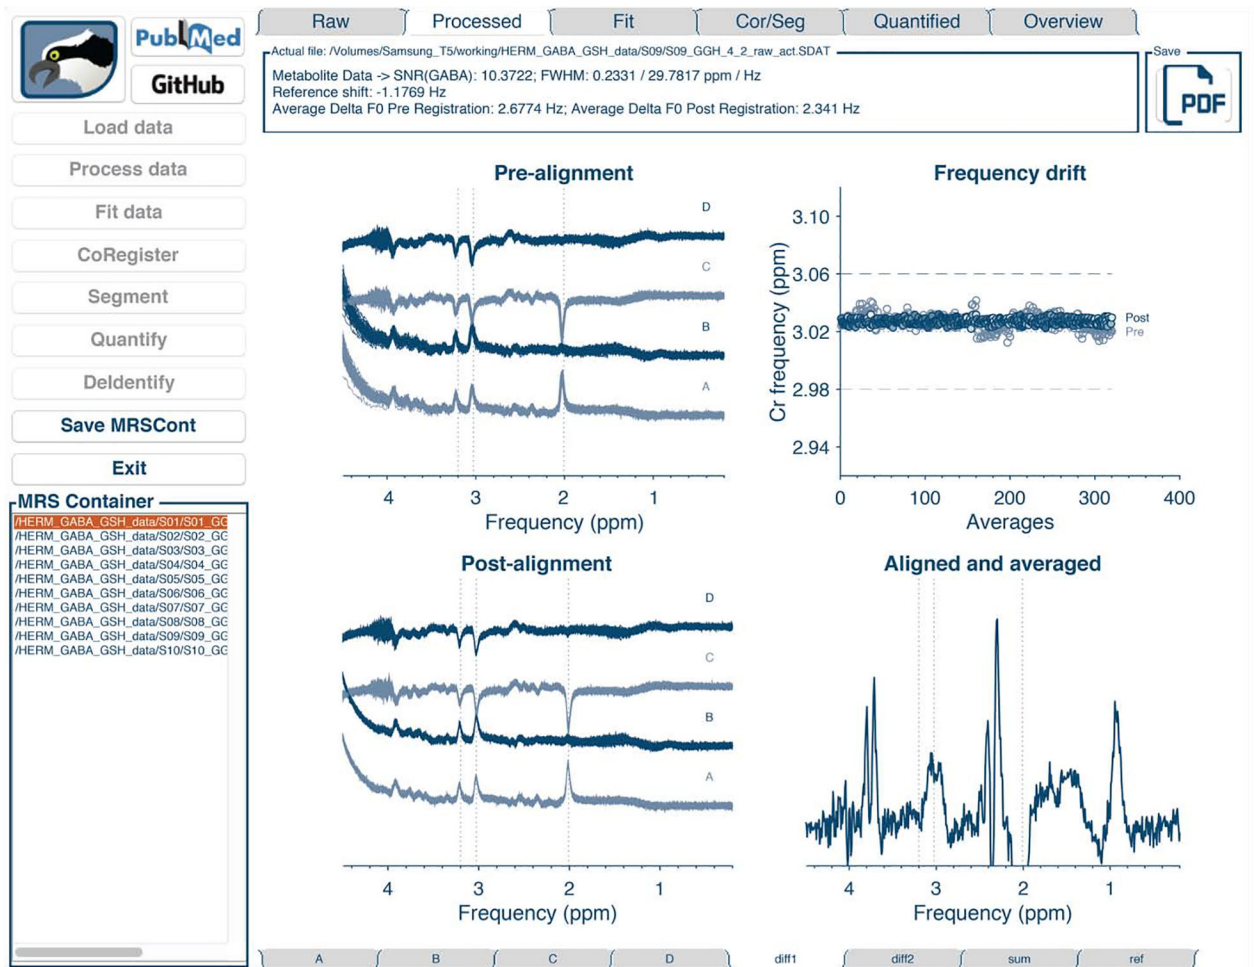 Raw
Processed
Fit
Cor/Seg
Quantified
Overview
PubMed
GitHub
Load data
Process data
Fit data
CoRegister
Segment
Quantify
DeIdentify
Save MRSCont
Exit
MRS Container
/HERM_GABA_GSH_data/S01/S01_GG
/HERM_GABA_GSH_data/S02/S02_GG
/HERM_GABA_GSH_data/S03/S03_GG
/HERM_GABA_GSH_data/S04/S04_GG
/HERM_GABA_GSH_data/S05/S05_GG
/HERM_GABA_GSH_data/S06/S06_GG
/HERM_GABA_GSH_data/S07/S07_GG
/HERM_GABA_GSH_data/S08/S08_GG
/HERM_GABA_GSH_data/S09/S09_GG
/HERM_GABA_GSH_data/S10/S10_GG
Actual file: /Volumes/Samsung_T5/working/HERM_GABA_GSH_data/S09/S09_GGH_4_2_raw_act.SDAT
Metabolite Data -> SNR(GABA): 10.3722; FWHM: 0.2331 / 29.7817 ppm / Hz
Reference shift: -1.1769 Hz
Average Delta F0 Pre Registration: 2.6774 Hz; Average Delta F0 Post Registration: 2.341 Hz
Save
PDF
Pre-alignment
D
C
B
A
4 3 2 1
Frequency (ppm)
Frequency drift
Cr frequency (ppm)
3.10
3.06
3.02
2.98
2.94
Post
Pre
0 100 200 300 400
Averages
Post-alignment
D
C
B
A
4 3 2 1
Frequency (ppm)
Aligned and averaged
4 3 2 1
Frequency (ppm)
A
B
C
D
diff1
diff2
sum
ref